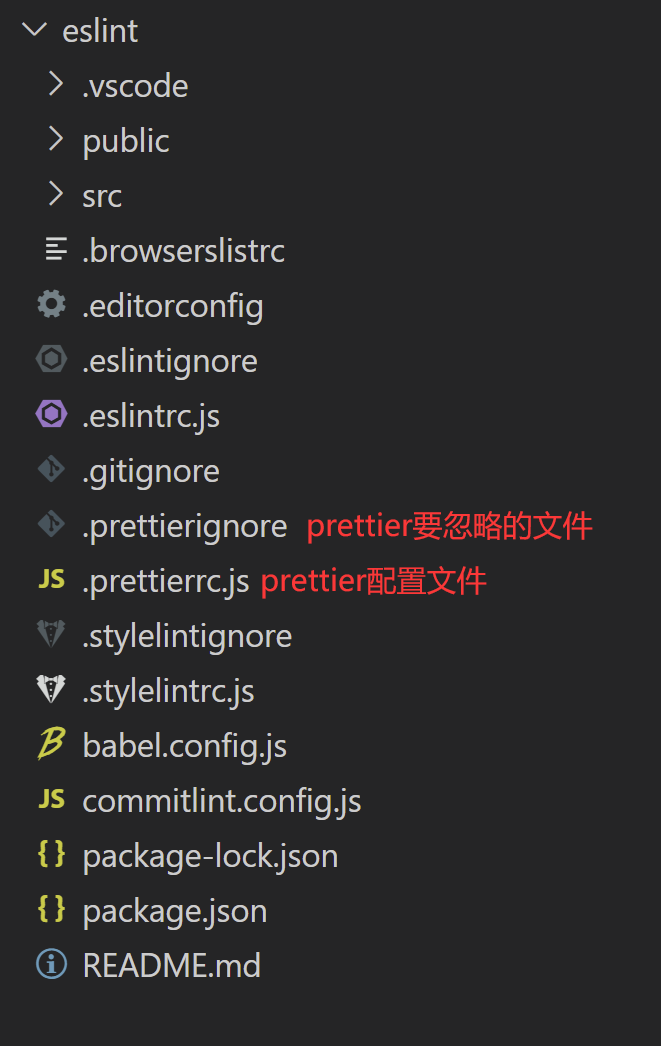 eslint
.vscode
public
src
.browserslistrc
.editorconfig
.eslintignore
.eslintrc.js
.gitignore
.prettierignore prettier要忽略的文件
JS .prettierrc.js prettier配置文件
.stylelintignore
.stylelintrc.js
babel.config.js
JS commitlint.config.js
{ } package-lock.json
{ } package.json
README.md